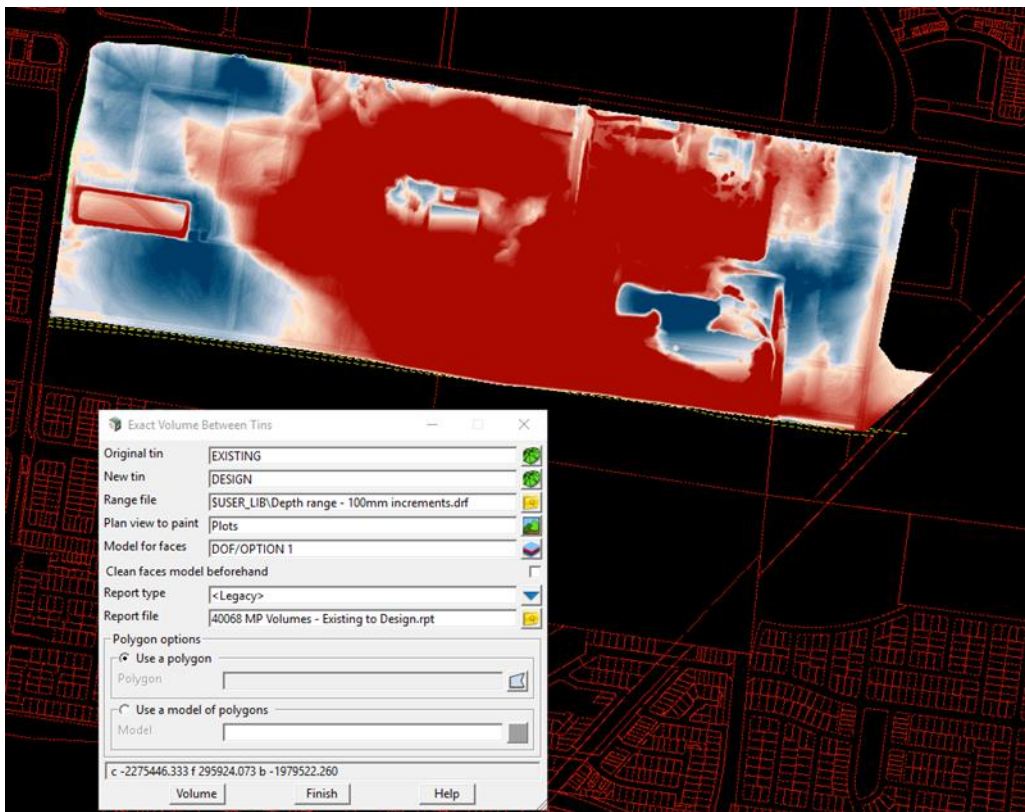 Exact Volume Between Tins
Original tin EXISTING
New tin DESIGN
Range file $USER_LIB\Depth range - 100mm increments.drf
Plan view to paint Plots
Model for faces DOF/OPTION 1
Clean faces model beforehand
Report type <Legacy>
Report file 40068 MP Volumes - Existing to Design.rpt
Polygon options
Use a polygon
Polygon
Use a model of polygons
Model
c -2275446.333 f 295924.073 b -1979522.260
Volume Finish Help